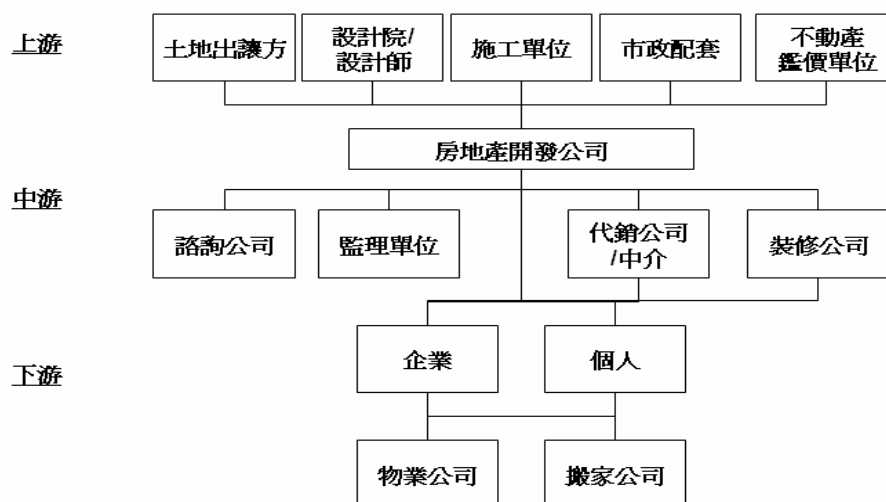 上游
土地出讓方
設計院/
設計師
施工單位
市政配套
不動產
鑑價單位
房地產開發公司
中游
諮詢公司
監理單位
代銷公司
/中介
裝修公司
下游
企業
個人
物業公司
搬家公司